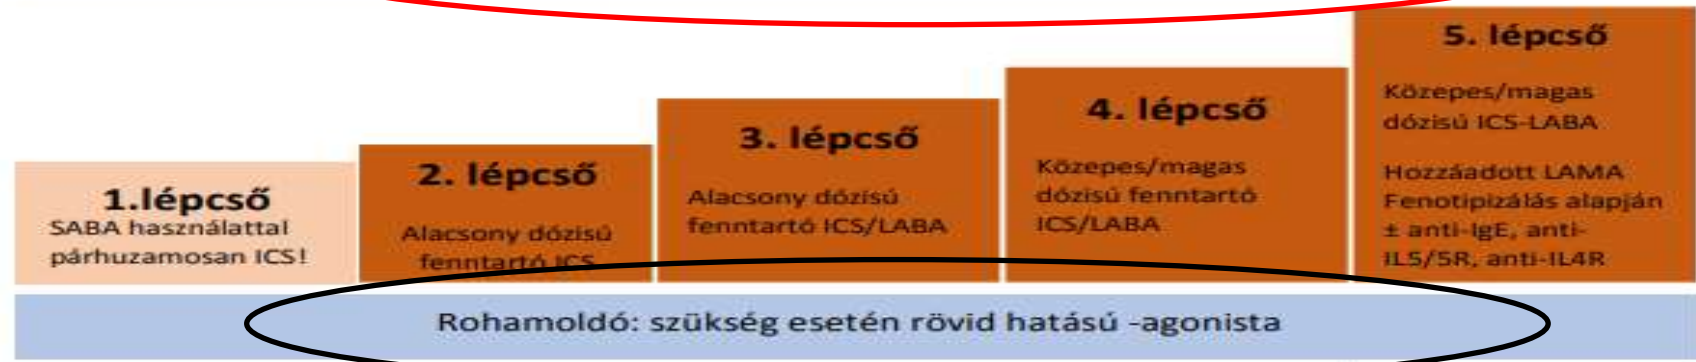 1.lépcső
SABA használattal
párhuzamosan ICS!
2. lépcső
Alacsony dózisú
fenntartó ICS
3. lépcső
Alacsony dózisú
fenntartó ICS/LABA
4. lépcső
Közepes/magas
dózisú fenntartó
ICS/LABA
5. lépcső
Közepes/magas
dózisú ICS-LABA
Hozzáadott LAMA
Fenotipizálás alapján
± anti-IgE, anti-
IL5/5R, anti-IL4R
Rohamoldó: szükség esetén rövid hatású -agonista